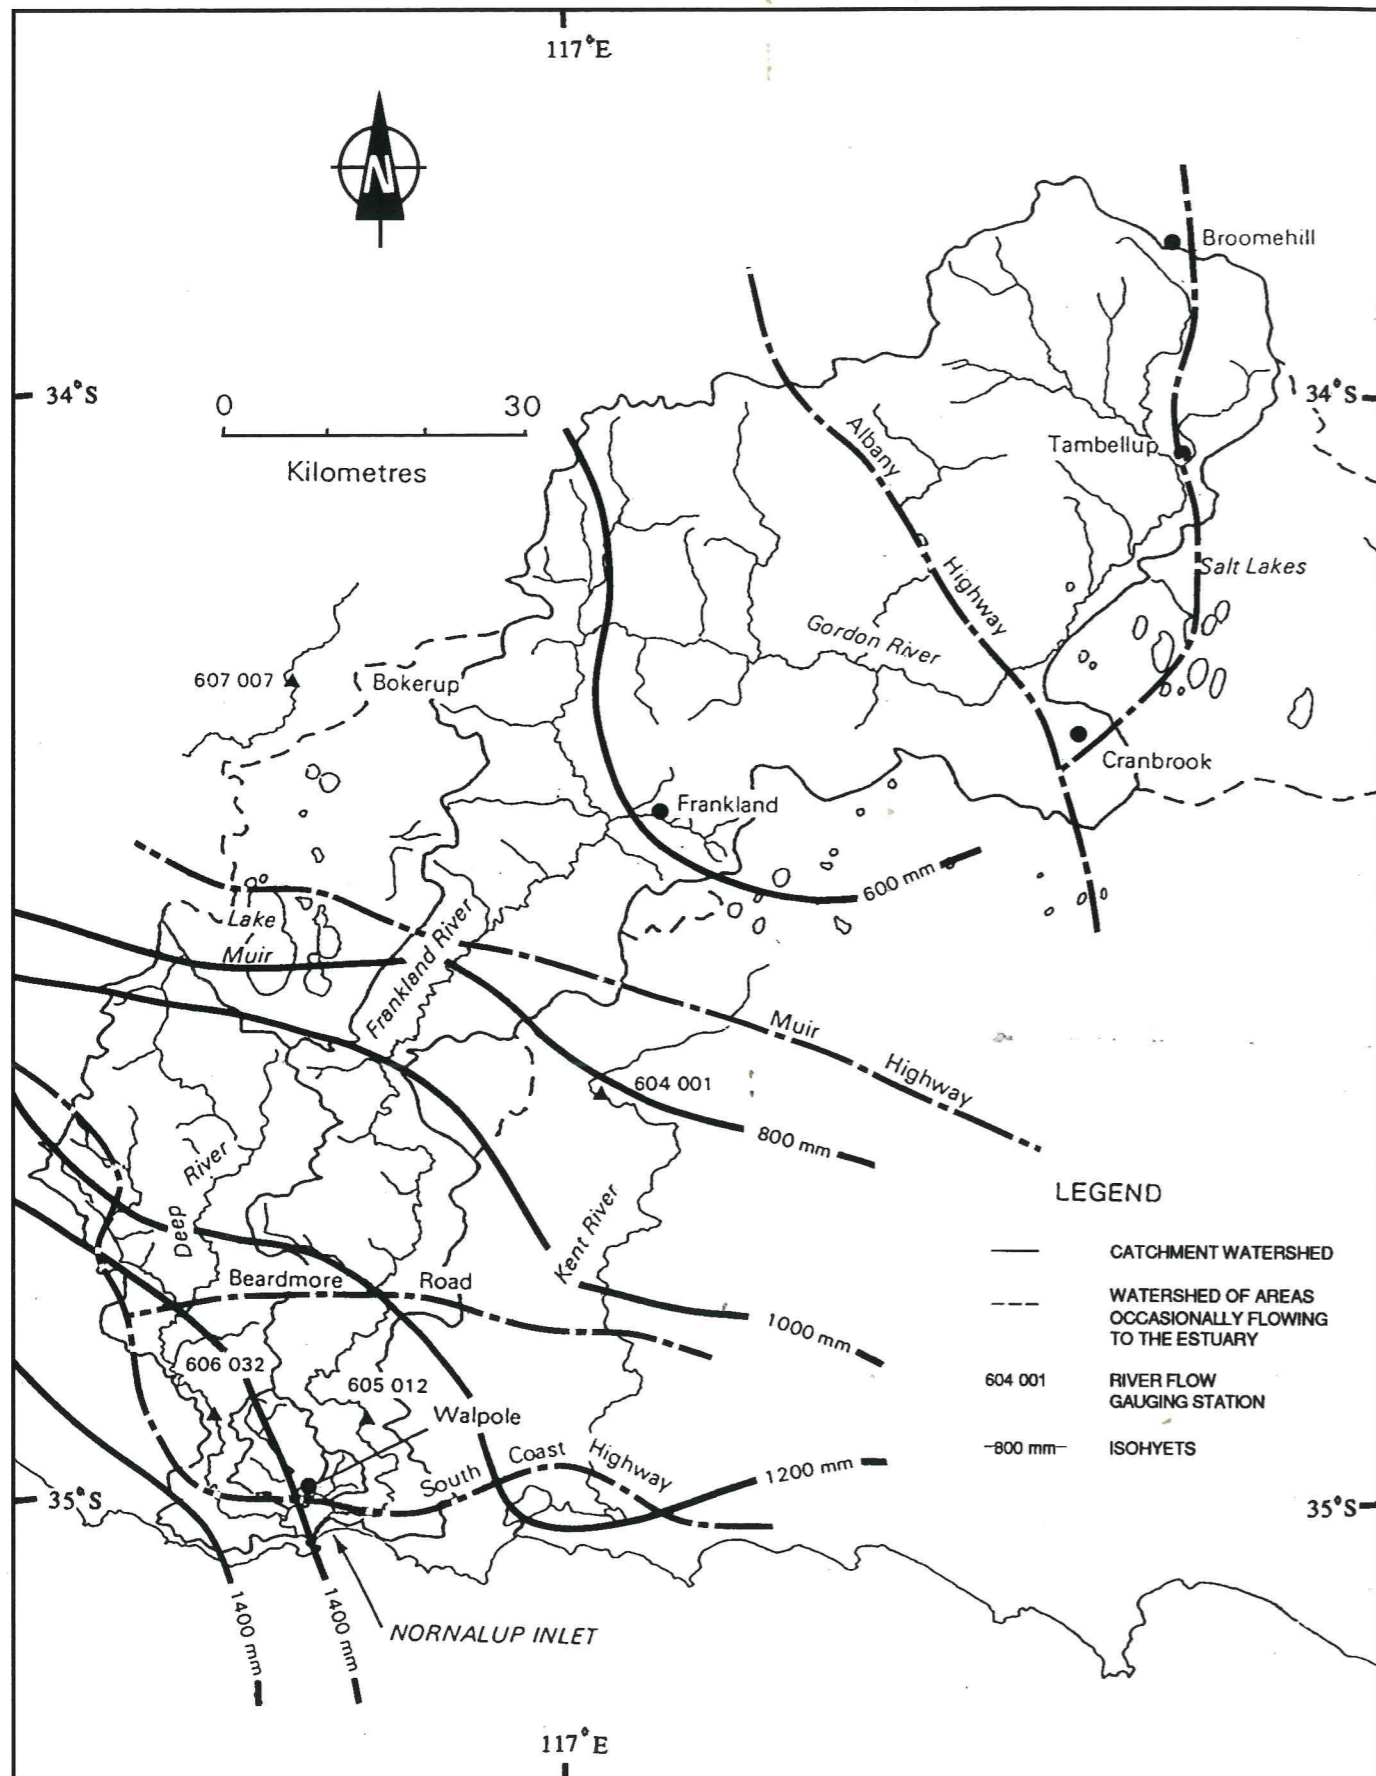 117°E
N
Broomehill
34°S
0
30
34°S
Kilometres
Albany
Tambellup
Highway
Salt Lakes
Gordon River
607 007
Bokerup
Cranbrook
Frankland
600 mm
Lake
Muir
Frankland River
Muir
Highway
604 001
800 mm
River
Deep
Kent River
LEGEND
CATCHMENT WATERSHED
WATERSHED OF AREAS
OCCASIONALLY FLOWING
TO THE ESTUARY
604 001
RIVER FLOW
GAUGING STATION
800 mm
ISOHYETS
Beardmore
Road
1000 mm
606 032
605 012
Walpole
South
Coast
Highway
1200 mm
35°S
35°S
1400 mm
1400 mm
NORNALUP INLET
117°E